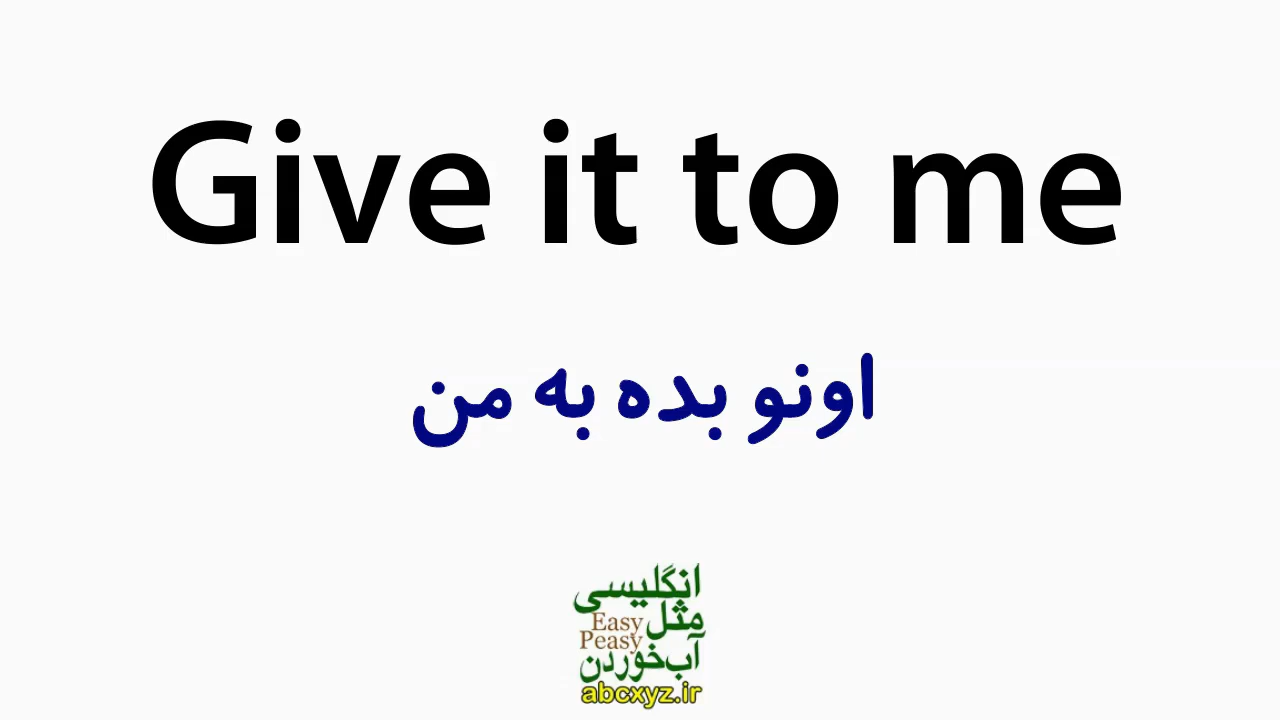 Give it to me
اونو بده به من
انگلیسی
مثل
Easy
Peasy
آب‌خوردن
abcxyz.ir